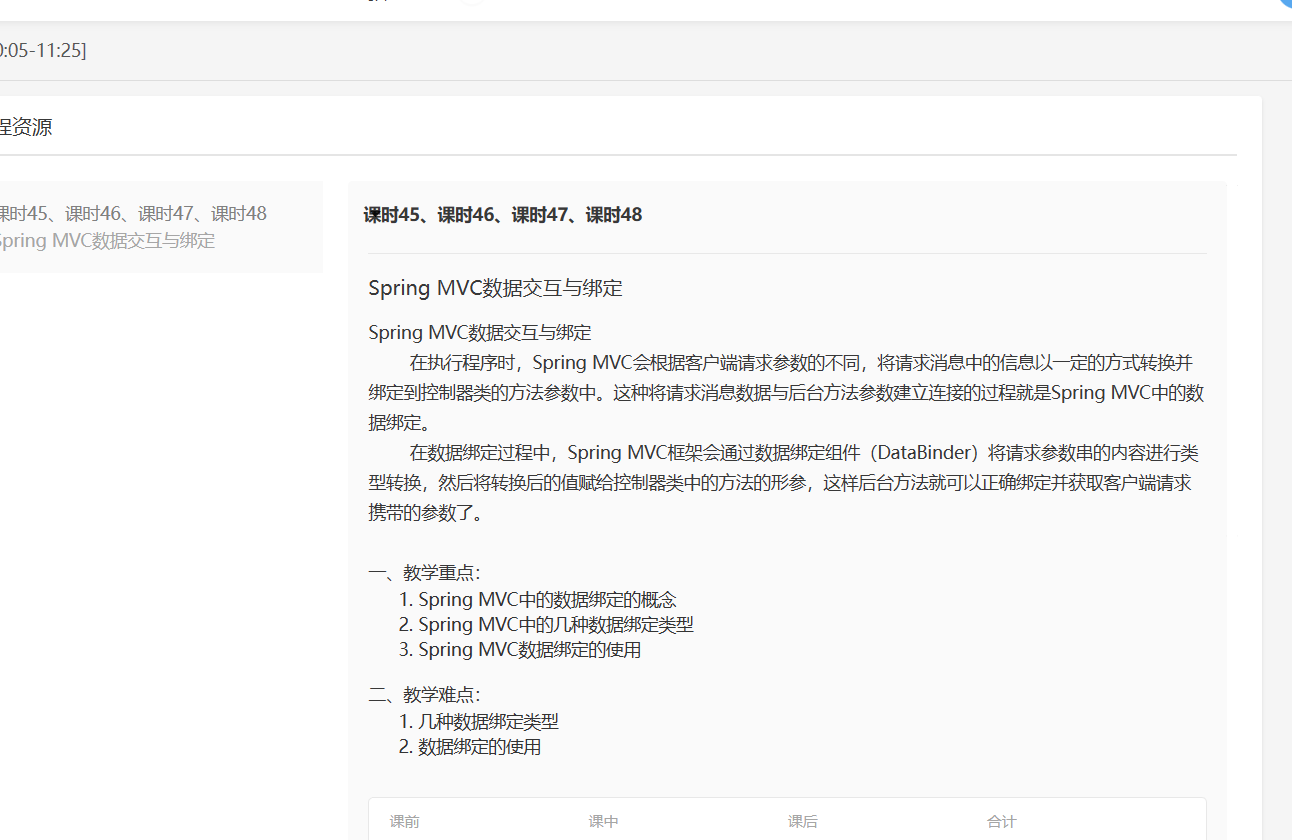 :05-11:25]
程资源
课时45、课时46、课时47、课时48
Spring MVC数据交互与绑定
课时45、课时46、课时47、课时48
Spring MVC数据交互与绑定
Spring MVC数据交互与绑定
在执行程序时，Spring MVC会根据客户端请求参数的不同，将请求消息中的信息以一定的方式转换并
绑定到控制器类的方法参数中。这种将请求消息数据与后台方法参数建立连接的过程就是Spring MVC中的数
据绑定。
在数据绑定过程中，Spring MVC框架会通过数据绑定组件（DataBinder）将请求参数串的内容进行类
型转换，然后将转换后的值赋给控制器类中的方法的形参，这样后台方法就可以正确绑定并获取客户端请求
携带的参数了。
一、教学重点：
1. Spring MVC中的数据绑定的概念
2. Spring MVC中的几种数据绑定类型
3. Spring MVC数据绑定的使用
二、教学难点：
1. 几种数据绑定类型
2. 数据绑定的使用
课前 课中 课后 合计